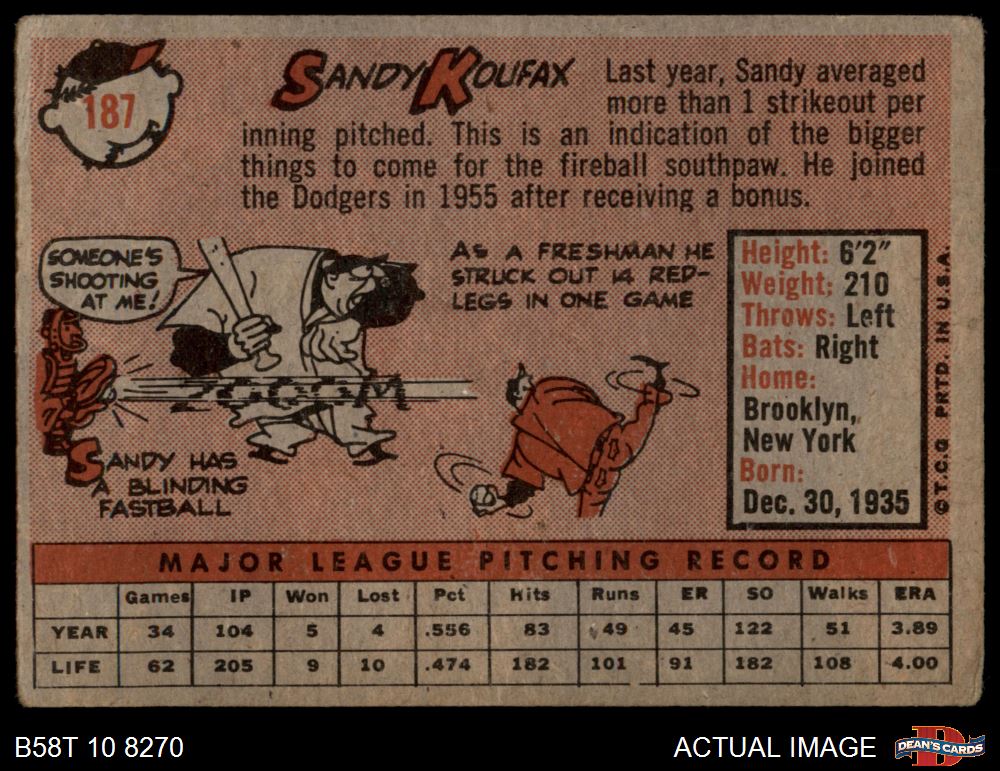 187
SANDY KOUFAX
Last year, Sandy averaged
more than 1 strikeout per
inning pitched. This is an indication of the bigger
things to come for the fireball southpaw. He joined
the Dodgers in 1955 after receiving a bonus.
SOMEONE'S
SHOOTING
AT ME!
AS A FRESHMAN HE
STRUCK OUT 14 RED-
LEGS IN ONE GAME
ZOOOM
SANDY HAS
A BLINDING
FASTBALL
Height: 6'2"
Weight: 210
Throws: Left
Bats: Right
Home:
Brooklyn,
New York
Born:
Dec. 30, 1935
© T.C.G. PRTD. IN U.S.A.
MAJOR LEAGUE PITCHING RECORD
Games IP Won Lost Pct Hits Runs ER SO Walks ERA
YEAR 34 104 5 4 .556 83 49 45 122 51 3.89
LIFE 62 205 9 10 .474 182 101 91 182 108 4.00
B58T 10 8270
ACTUAL IMAGE
D
DEAN'S CARDS